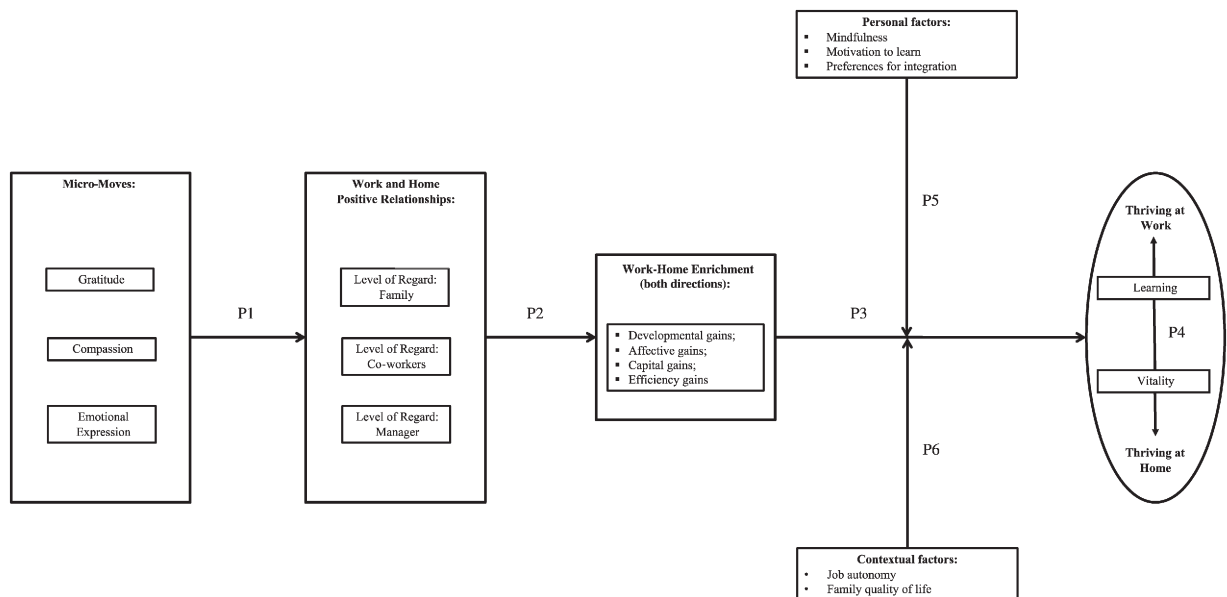 Personal factors:
▪ Mindfulness
▪ Motivation to learn
▪ Preferences for integration
Micro-Moves:
Gratitude
Compassion
Emotional
Expression
P1
Work and Home
Positive Relationships:
Level of Regard:
Family
Level of Regard:
Co-workers
Level of Regard:
Manager
P2
Work-Home Enrichment
(both directions):
▪ Developmental gains;
▪ Affective gains;
▪ Capital gains;
▪ Efficiency gains
P3
P5
P6
Thriving at
Work
Learning
P4
Vitality
Thriving at
Home
Contextual factors:
• Job autonomy
• Family quality of life